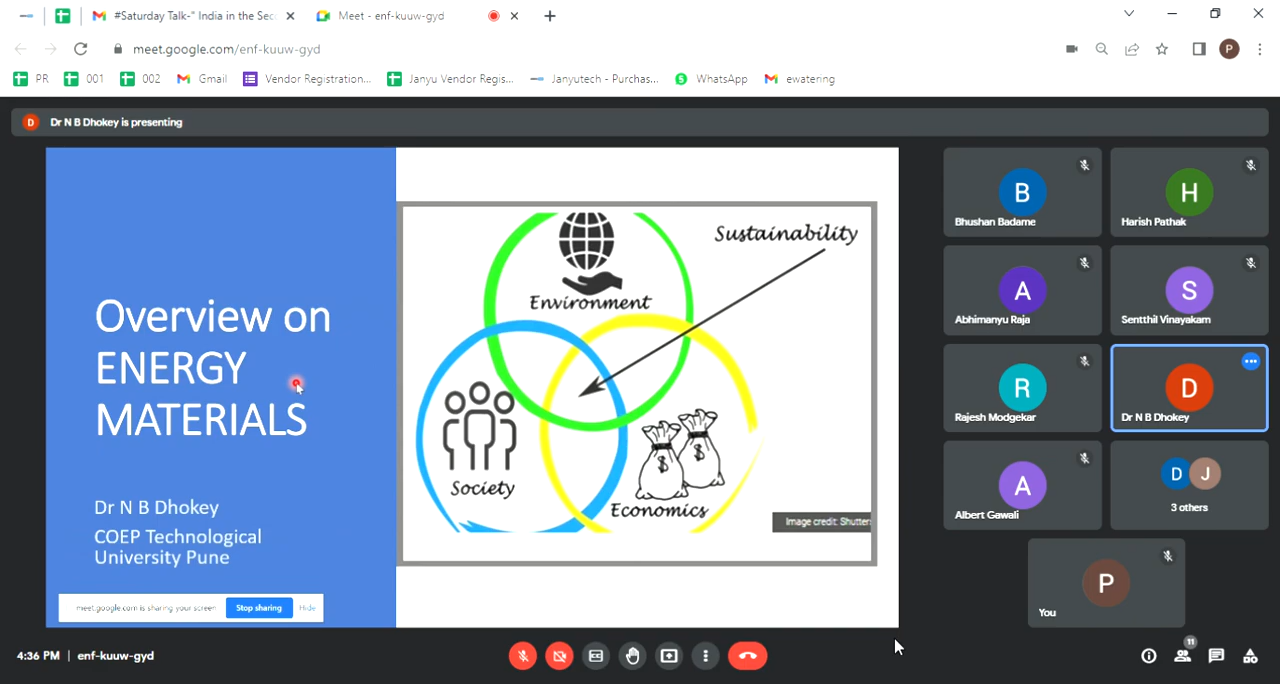 #Saturday Talk-" India in the Sec
Meet - enf-kuuw-gyd
meet.google.com/enf-kuuw-gyd
P
PR
001
002
Gmail
Vendor Registration...
Janyu Vendor Regis...
Janyutech - Purchas...
WhatsApp
ewatering
D
Dr N B Dhokey is presenting
Overview on
ENERGY
MATERIALS
Dr N B Dhokey
COEP Technological
University Pune
meet.google.com is sharing your screen
Stop sharing
Hide
Sustainability
Environment
Society
Economics
Image credit: Shutter
B
Bhushan Badame
H
Harish Pathak
A
Abhimanyu Raja
S
Sentthil Vinayakam
R
Rajesh Modgekar
D
Dr N B Dhokey
A
Albert Gawali
D J
3 others
P
You
4:36 PM | enf-kuuw-gyd
11